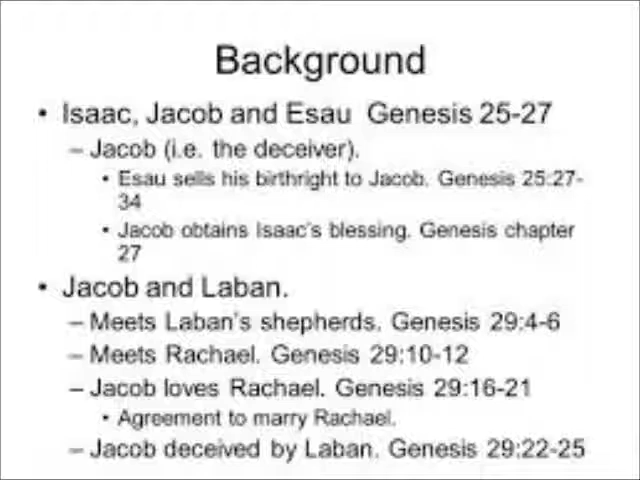 Background
• Isaac, Jacob and Esau  Genesis 25-27
– Jacob (i.e. the deceiver).
• Esau sells his birthright to Jacob. Genesis 25:27-
34
• Jacob obtains Isaac's blessing. Genesis chapter
27
• Jacob and Laban.
– Meets Laban's shepherds. Genesis 29:4-6
– Meets Rachael. Genesis 29:10-12
– Jacob loves Rachael. Genesis 29:16-21
• Agreement to marry Rachael.
– Jacob deceived by Laban. Genesis 29:22-25